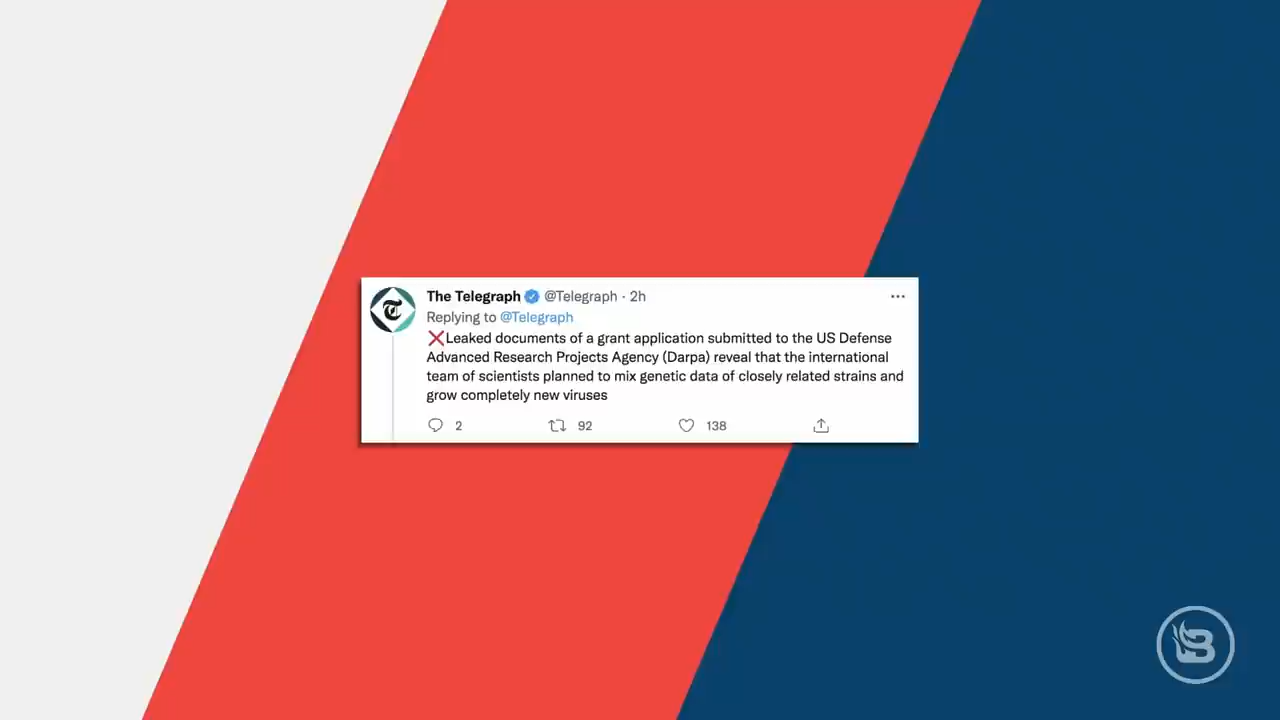 The Telegraph @Telegraph · 2h
Replying to @Telegraph
❌Leaked documents of a grant application submitted to the US Defense
Advanced Research Projects Agency (Darpa) reveal that the international
team of scientists planned to mix genetic data of closely related strains and
grow completely new viruses
2 92 138
B